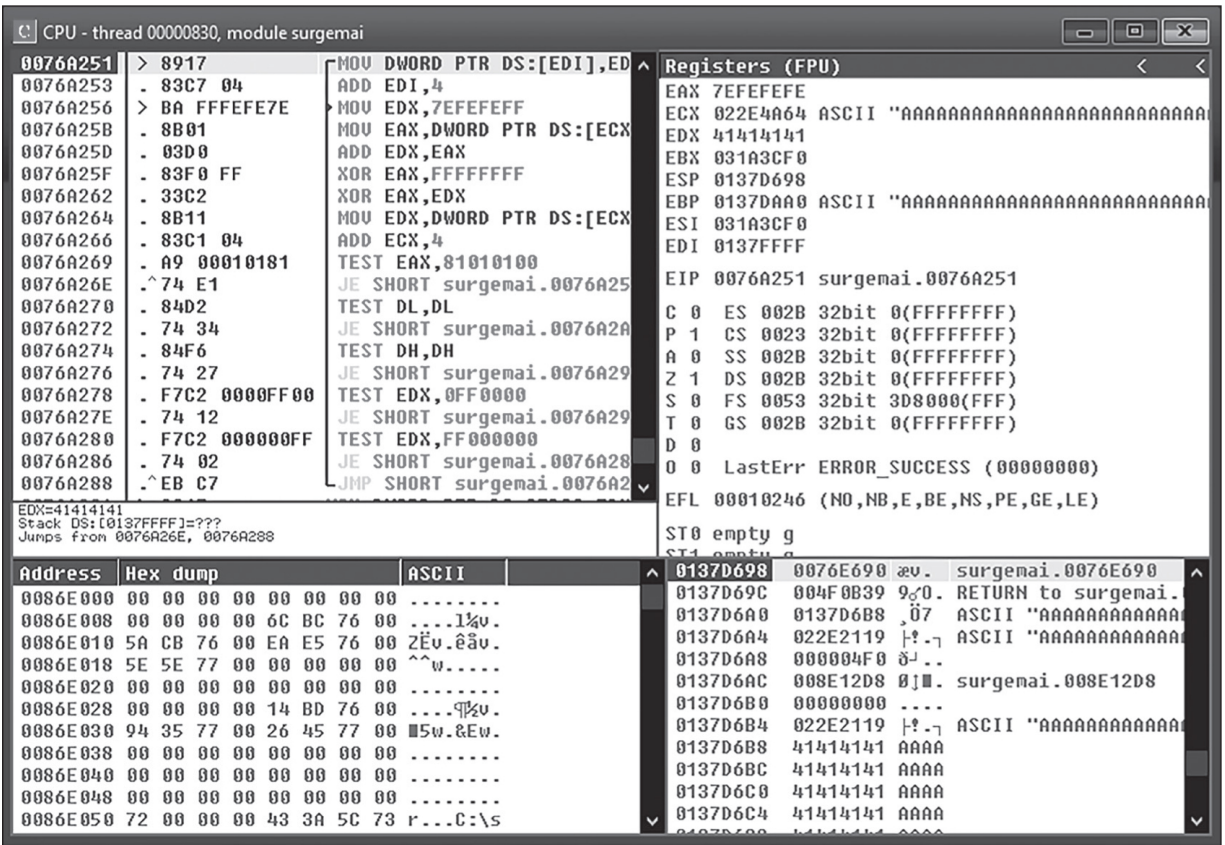 CPU - thread 00000830, module surgemai
0076A251 > 8917 MOV DWORD PTR DS:[EDI],ED
0076A253 . 83C7 04 ADD EDI,4
0076A256 > BA FFFEFE7E MOV EDX,7EFEFEFF
0076A25B . 8B01 MOV EAX,DWORD PTR DS:[ECX
0076A25D . 03D0 ADD EDX,EAX
0076A25F . 83F0 FF XOR EAX,FFFFFFFF
0076A262 . 33C2 XOR EAX,EDX
0076A264 . 8B11 MOV EDX,DWORD PTR DS:[ECX
0076A266 . 83C1 04 ADD ECX,4
0076A269 . A9 00010181 TEST EAX,81010100
0076A26E .^74 E1 JE SHORT surgemai.0076A25
0076A270 . 84D2 TEST DL,DL
0076A272 . 74 34 JE SHORT surgemai.0076A2A
0076A274 . 84F6 TEST DH,DH
0076A276 . 74 27 JE SHORT surgemai.0076A29
0076A278 . F7C2 0000FF00 TEST EDX,0FF0000
0076A27E . 74 12 JE SHORT surgemai.0076A29
0076A280 . F7C2 000000FF TEST EDX,FF000000
0076A286 . 74 02 JE SHORT surgemai.0076A28
0076A288 .^EB C7 JMP SHORT surgemai.0076A2
EDX=41414141
Stack DS:[0137FFFF]=???
Jumps from 0076A26E, 0076A288
Registers (FPU) < <
EAX 7EFEFEFE
ECX 022E4A64 ASCII "AAAAAAAAAAAAAAAAAAAAAAAAAAAA
EDX 41414141
EBX 031A3CF0
ESP 0137D698
EBP 0137DAA0 ASCII "AAAAAAAAAAAAAAAAAAAAAAAAAAAA
ESI 031A3CF0
EDI 0137FFFF
EIP 0076A251 surgemai.0076A251
C 0 ES 002B 32bit 0(FFFFFFFF)
P 1 CS 0023 32bit 0(FFFFFFFF)
A 0 SS 002B 32bit 0(FFFFFFFF)
Z 1 DS 002B 32bit 0(FFFFFFFF)
S 0 FS 0053 32bit 3D8000(FFF)
T 0 GS 002B 32bit 0(FFFFFFFF)
D 0
O 0 LastErr ERROR_SUCCESS (00000000)
EFL 00010246 (NO,NB,E,BE,NS,PE,GE,LE)
ST0 empty g
ST1 empty g
Address Hex dump ASCII
0086E000 00 00 00 00 00 00 00 00 ........
0086E008 00 00 00 00 6C BC 76 00 ....l¼v.
0086E010 5A CB 76 00 EA E5 76 00 ZËv.êåv.
0086E018 5E 5E 77 00 00 00 00 00 ^^w.....
0086E020 00 00 00 00 00 00 00 00 ........
0086E028 00 00 00 00 14 BD 76 00 ....¶½v.
0086E030 94 35 77 00 26 45 77 00 ■5w.&Ew.
0086E038 00 00 00 00 00 00 00 00 ........
0086E040 00 00 00 00 00 00 00 00 ........
0086E048 00 00 00 00 00 00 00 00 ........
0086E050 72 00 00 00 43 3A 5C 73 r...C:\s
0137D698 0076E690 æv. surgemai.0076E690
0137D69C 004F0B39 9♂O. RETURN to surgemai.
0137D6A0 0137D6B8 ¸Ö7 ASCII "AAAAAAAAAAAAA
0137D6A4 022E2119 ├!.┐ ASCII "AAAAAAAAAAAAA
0137D6A8 000004F0 ð┘..
0137D6AC 008E12D8 Ø↕■. surgemai.008E12D8
0137D6B0 00000000 ....
0137D6B4 022E2119 ├!.┐ ASCII "AAAAAAAAAAAAA
0137D6B8 41414141 AAAA
0137D6BC 41414141 AAAA
0137D6C0 41414141 AAAA
0137D6C4 41414141 AAAA